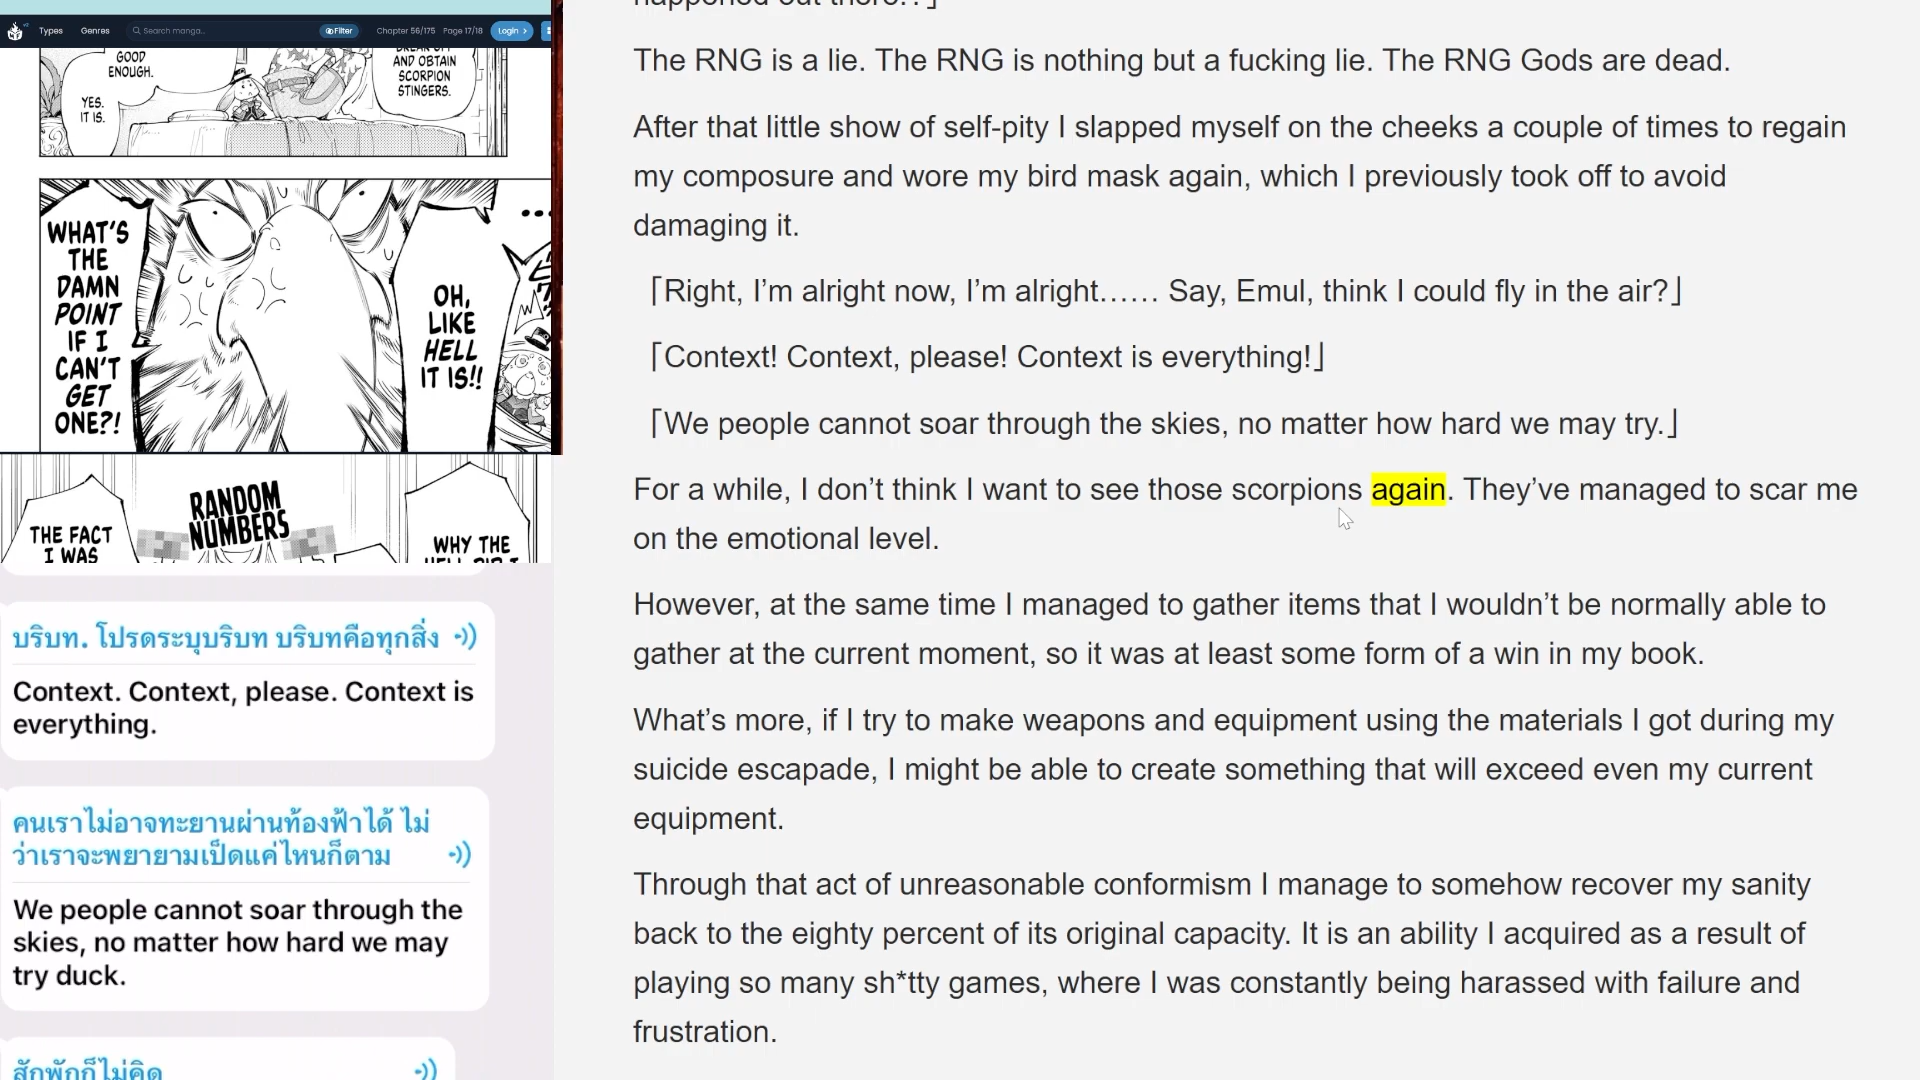 Types
Genres
Search manga...
Filter
Chapter 56/175
Page 17/18
Login
GOOD
ENOUGH.
YES.
IT IS.
AND OBTAIN
SCORPION
STINGERS.
WHAT'S
THE
DAMN
POINT
IF I
CAN'T
GET
ONE?!
OH,
LIKE
HELL
IT IS!!
RANDOM
NUMBERS
THE FACT
I WAS
WHY THE
บริบท. โปรดระบุบริบท บริบทคือทุกสิ่ง
Context. Context, please. Context is
everything.
คนเราไม่อาจทะยานผ่านท้องฟ้าได้ ไม่
ว่าเราจะพยายามเป็ดแค่ไหนก็ตาม
We people cannot soar through the
skies, no matter how hard we may
try duck.
สักพักก็ไม่คิด
The RNG is a lie. The RNG is nothing but a fucking lie. The RNG Gods are dead.
After that little show of self-pity I slapped myself on the cheeks a couple of times to regain
my composure and wore my bird mask again, which I previously took off to avoid
damaging it.
⌈Right, I’m alright now, I’m alright…… Say, Emul, think I could fly in the air?⌋
⌈Context! Context, please! Context is everything!⌋
⌈We people cannot soar through the skies, no matter how hard we may try.⌋
For a while, I don’t think I want to see those scorpions again. They’ve managed to scar me
on the emotional level.
However, at the same time I managed to gather items that I wouldn’t be normally able to
gather at the current moment, so it was at least some form of a win in my book.
What’s more, if I try to make weapons and equipment using the materials I got during my
suicide escapade, I might be able to create something that will exceed even my current
equipment.
Through that act of unreasonable conformism I manage to somehow recover my sanity
back to the eighty percent of its original capacity. It is an ability I acquired as a result of
playing so many sh*tty games, where I was constantly being harassed with failure and
frustration.